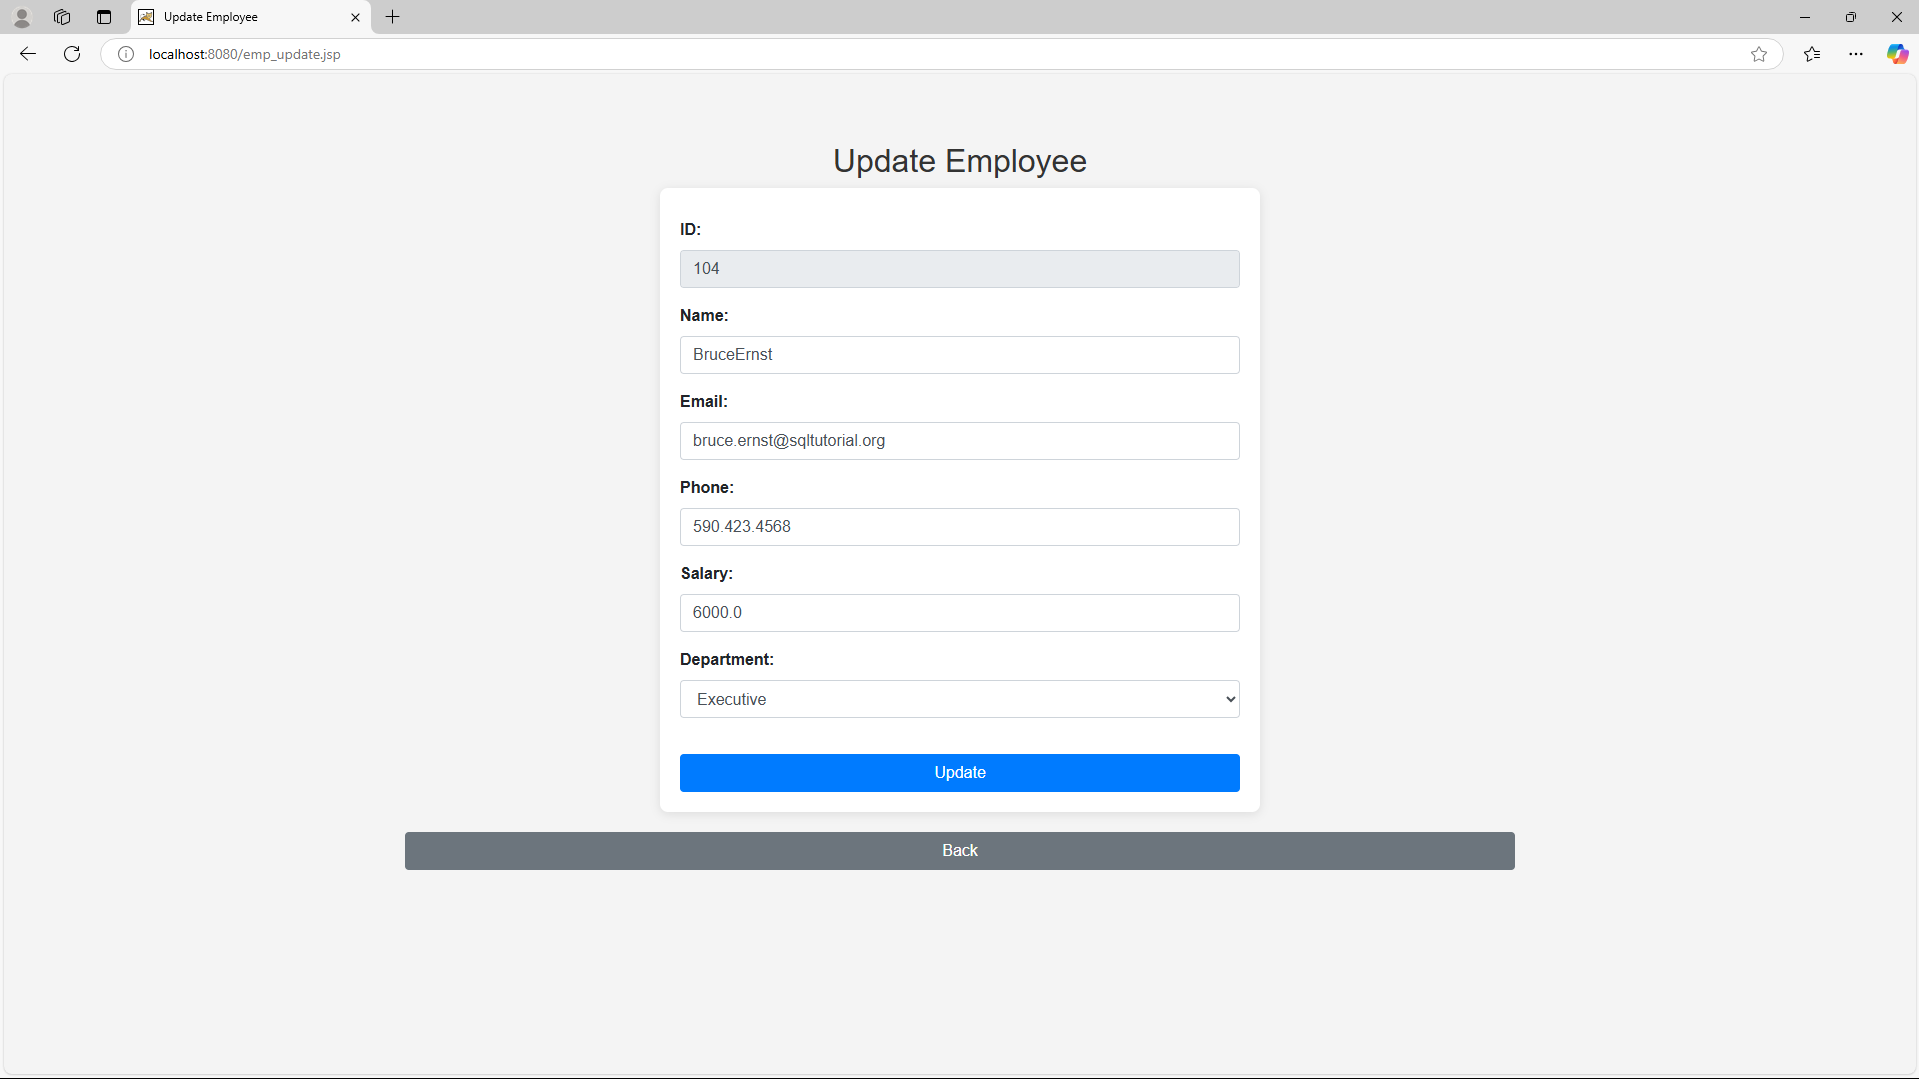 Update Employee
localhost:8080/emp_update.jsp
Update Employee
ID:
104
Name:
BruceErnst
Email:
bruce.ernst@sqltutorial.org
Phone:
590.423.4568
Salary:
6000.0
Department:
Executive
Update
Back